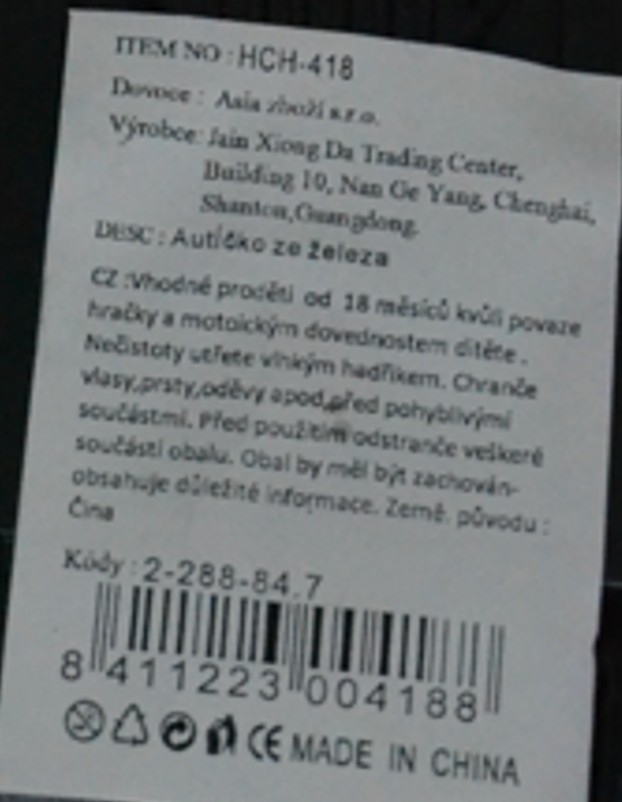 ITEM NO : HCH-418
Dovoce : Asia zboží s.r.o.
Výrobce: Jain Xiong Da Trading Center,
Building 10, Nan Ge Yang, Chenghai,
Shantou,Guangdong.
DESC : Autíčko ze železa
CZ :Vhodné proděti od 18 měsíců kvůli povaze
hračky a motoickým dovednostem dítěte .
Nečistoty utřete vlhkým hadříkem. Chraňče
vlasy,prsty,oděvy apod,před pohyblivými
součástmi. Před použitím odstraňče veškeré
součásti obalu. Obal by měl být zachován-
obsahuje důležité informace. Země. původu :
Čína
Kódy : 2-288-84.7
8 411223 004188
CE MADE IN CHINA